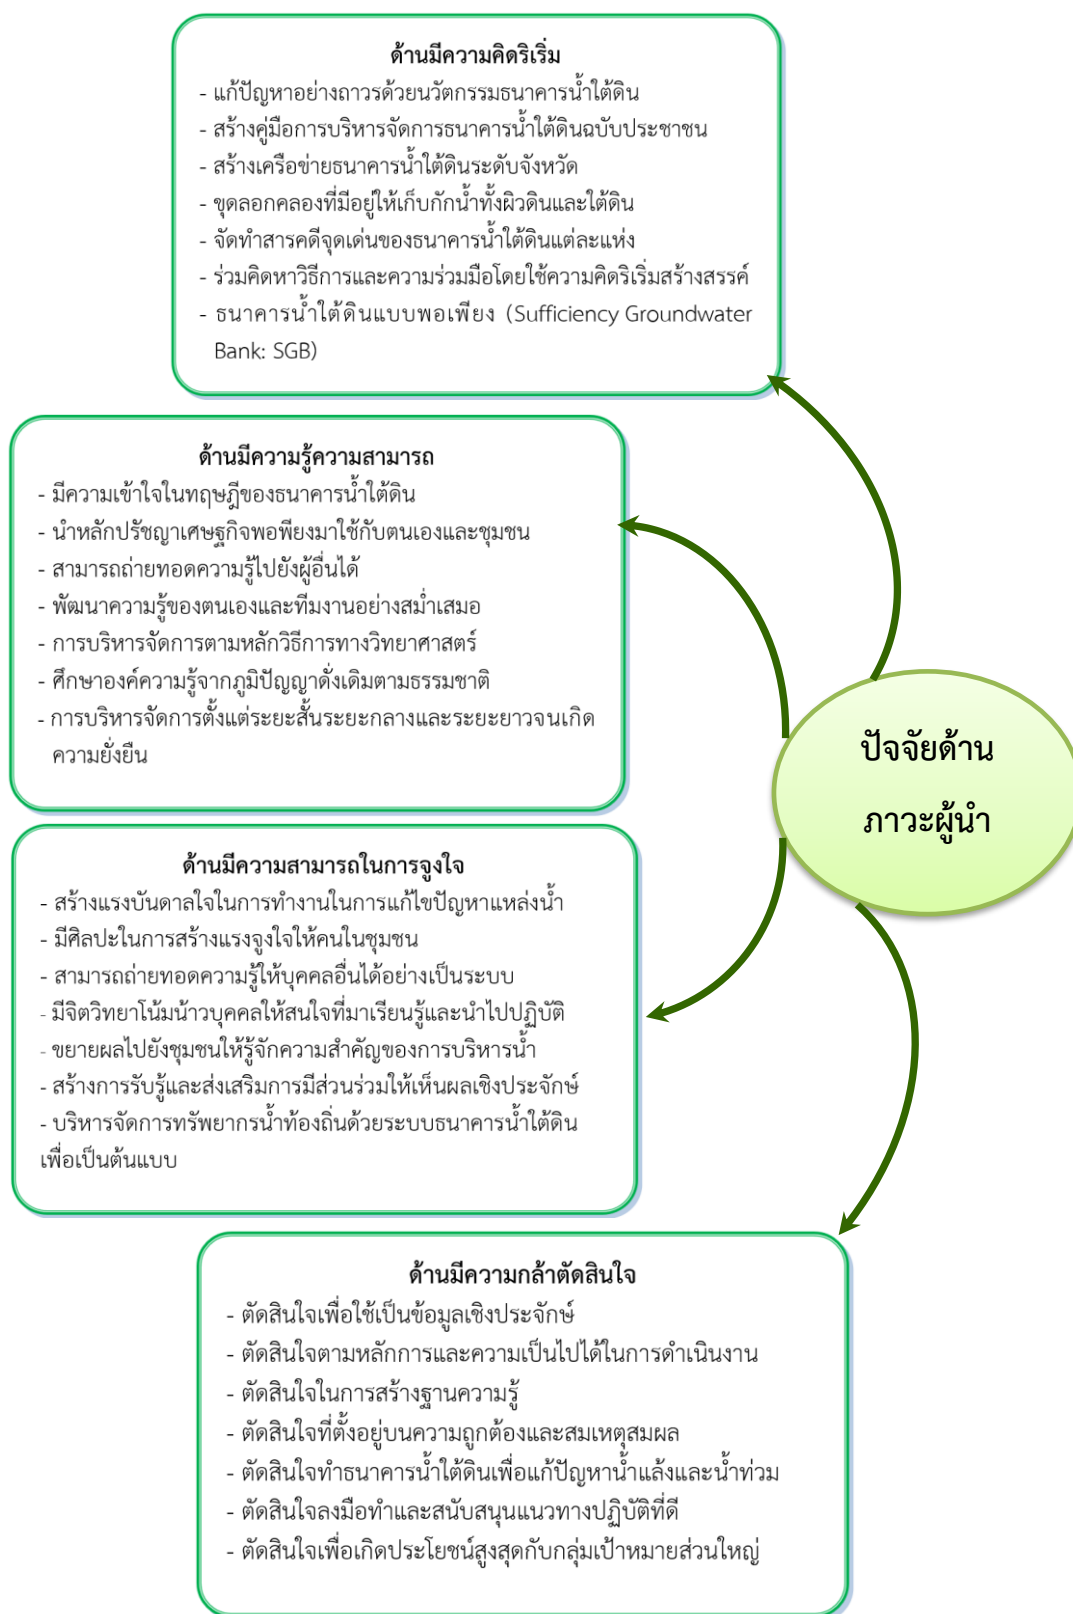 ด้านมีความคิดริเริ่ม
- แก้ปัญหาอย่างถาวรด้วยนวัตกรรมธนาคารน้ำใต้ดิน
- สร้างคู่มือการบริหารจัดการธนาคารน้ำใต้ดินฉบับประชาชน
- สร้างเครือข่ายธนาคารน้ำใต้ดินระดับจังหวัด
- ขุดลอกคลองที่มีอยู่ให้เก็บกักน้ำทั้งผิวดินและใต้ดิน
- จัดทำสารคดีจุดเด่นของธนาคารน้ำใต้ดินแต่ละแห่ง
- ร่วมคิดหาวิธีการและความร่วมมือโดยใช้ความคิดริเริ่มสร้างสรรค์
- ธนาคารน้ำใต้ดินแบบพอเพียง (Sufficiency Groundwater
Bank: SGB)
ด้านมีความรู้ความสามารถ
- มีความเข้าใจในทฤษฎีของธนาคารน้ำใต้ดิน
- นำหลักปรัชญาเศรษฐกิจพอพียงมาใช้กับตนเองและชุมชน
- สามารถถ่ายทอดความรู้ไปยังผู้อื่นได้
- พัฒนาความรู้ของตนเองและทีมงานอย่างสม่ำเสมอ
- การบริหารจัดการตามหลักวิธีการทางวิทยาศาสตร์
- ศึกษาองค์ความรู้จากภูมิปัญญาดั่งเดิมตามธรรมชาติ
- การบริหารจัดการตั้งแต่ระยะสั้นระยะกลางและระยะยาวจนเกิด
ความยั่งยืน
ปัจจัยด้าน
ภาวะผู้นำ
ด้านมีความสามารถในการจูงใจ
- สร้างแรงบันดาลใจในการทำงานในการแก้ไขปัญหาแหล่งน้ำ
- มีศิลปะในการสร้างแรงจูงใจให้คนในชุมชน
- สามารถถ่ายทอดความรู้ให้บุคคลอื่นได้อย่างเป็นระบบ
- มีจิตวิทยาโน้มน้าวบุคคลให้สนใจที่มาเรียนรู้และนำไปปฏิบัติ
- ขยายผลไปยังชุมชนให้รู้จักความสำคัญของการบริหารน้ำ
- สร้างการรับรู้และส่งเสริมการมีส่วนร่วมให้เห็นผลเชิงประจักษ์
- บริหารจัดการทรัพยากรน้ำท้องถิ่นด้วยระบบธนาคารน้ำใต้ดิน
เพื่อเป็นต้นแบบ
ด้านมีความกล้าตัดสินใจ
- ตัดสินใจเพื่อใช้เป็นข้อมูลเชิงประจักษ์
- ตัดสินใจตามหลักการและความเป็นไปได้ในการดำเนินงาน
- ตัดสินใจในการสร้างฐานความรู้
- ตัดสินใจที่ตั้งอยู่บนความถูกต้องและสมเหตุสมผล
- ตัดสินใจทำธนาคารน้ำใต้ดินเพื่อแก้ปัญหาน้ำแล้งและน้ำท่วม
- ตัดสินใจลงมือทำและสนับสนุนแนวทางปฏิบัติที่ดี
- ตัดสินใจเพื่อเกิดประโยชน์สูงสุดกับกลุ่มเป้าหมายส่วนใหญ่